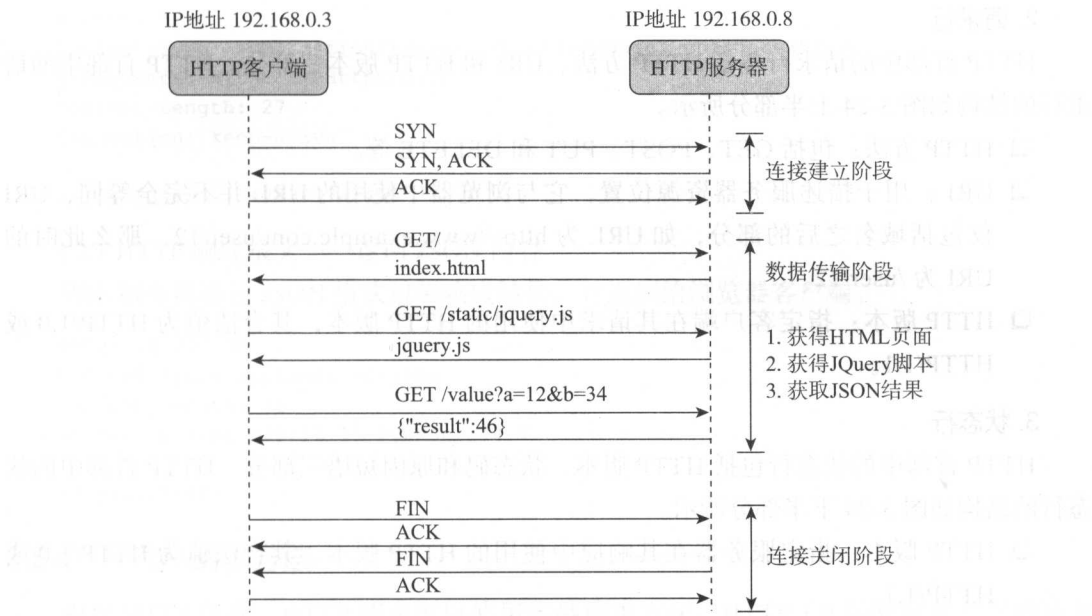 IP地址 192.168.0.3
IP地址 192.168.0.8
HTTP客户端
HTTP服务器
SYN
SYN, ACK
ACK
连接建立阶段
GET/
index.html
GET /static/jquery.js
jquery.js
GET /value?a=12&b=34
{"result":46}
数据传输阶段
1. 获得HTML页面
2. 获得JQuery脚本
3. 获取JSON结果
FIN
ACK
FIN
ACK
连接关闭阶段